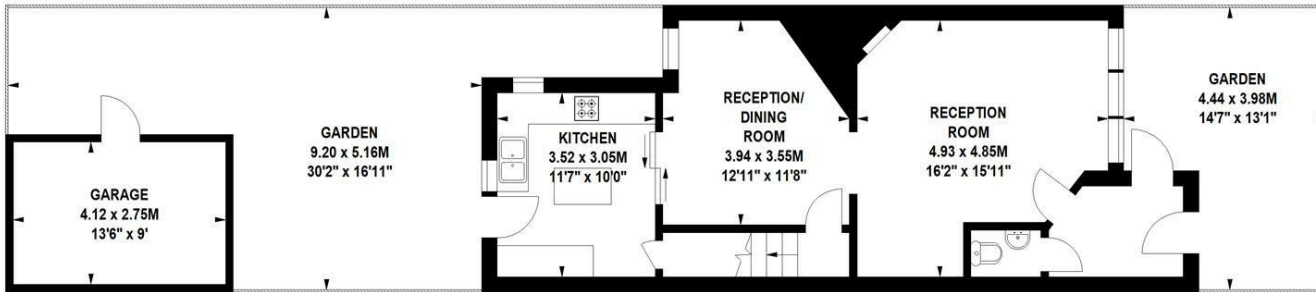 GARAGE
4.12 x 2.75M
13'6" x 9'
GARDEN
9.20 x 5.16M
30'2" x 16'11"
KITCHEN
3.52 x 3.05M
11'7" x 10'0"
RECEPTION/
DINING
ROOM
3.94 x 3.55M
12'11" x 11'8"
RECEPTION
ROOM
4.93 x 4.85M
16'2" x 15'11"
GARDEN
4.44 x 3.98M
14'7" x 13'1"